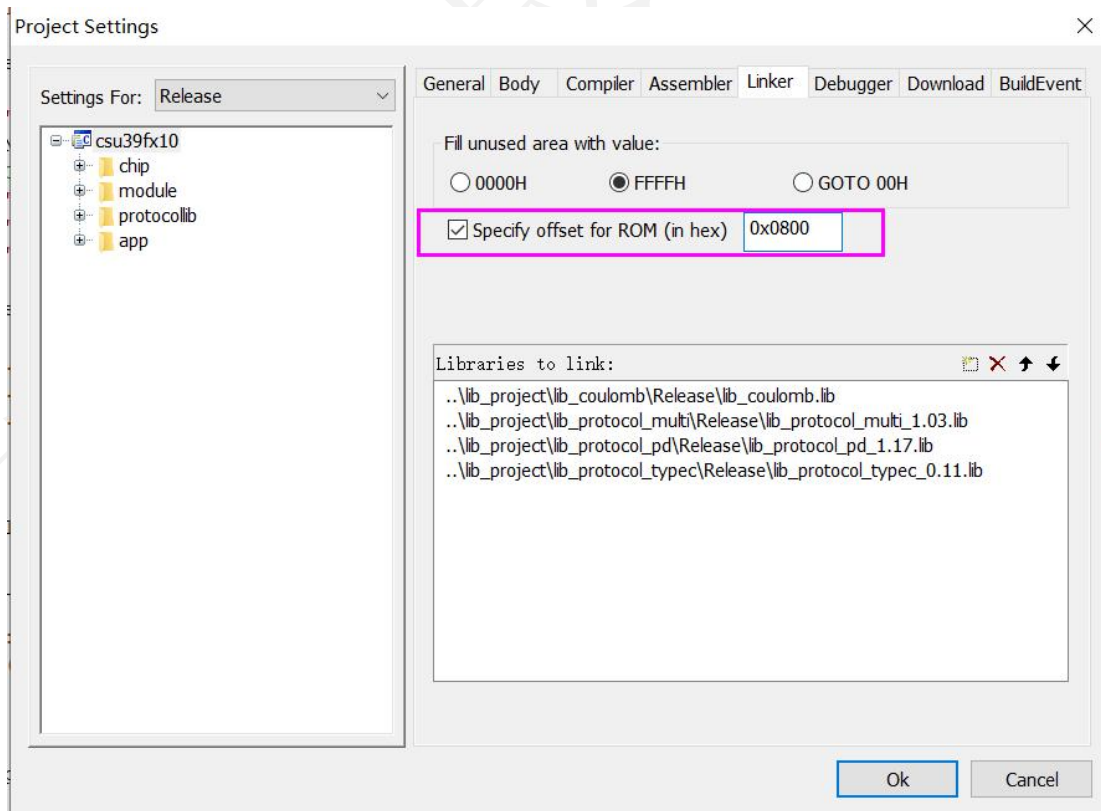 Project Settings
Settings For: Release
csu39fx10
chip
module
protocollib
app
General Body Compiler Assembler Linker Debugger Download BuildEvent
Fill unused area with value:
0000H FFFFH GOTO 00H
Specify offset for ROM (in hex) 0x0800
Libraries to link:
..\lib_project\lib_coulomb\Release\lib_coulomb.lib
..\lib_project\lib_protocol_multi\Release\lib_protocol_multi_1.03.lib
..\lib_project\lib_protocol_pd\Release\lib_protocol_pd_1.17.lib
..\lib_project\lib_protocol_typec\Release\lib_protocol_typec_0.11.lib
Ok Cancel